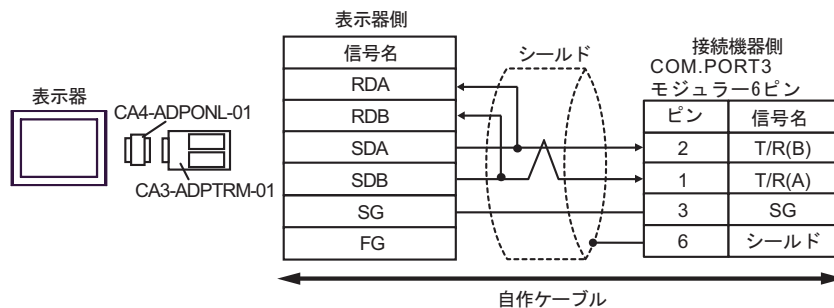 表示器
CA4-ADPONL-01
CA3-ADPTRM-01
表示器側
信号名
RDA
RDB
SDA
SDB
SG
FG
シールド
接続機器側
COM.PORT3
モジュラー6ピン
ピン 信号名
2 T/R(B)
1 T/R(A)
3 SG
6 シールド
自作ケーブル